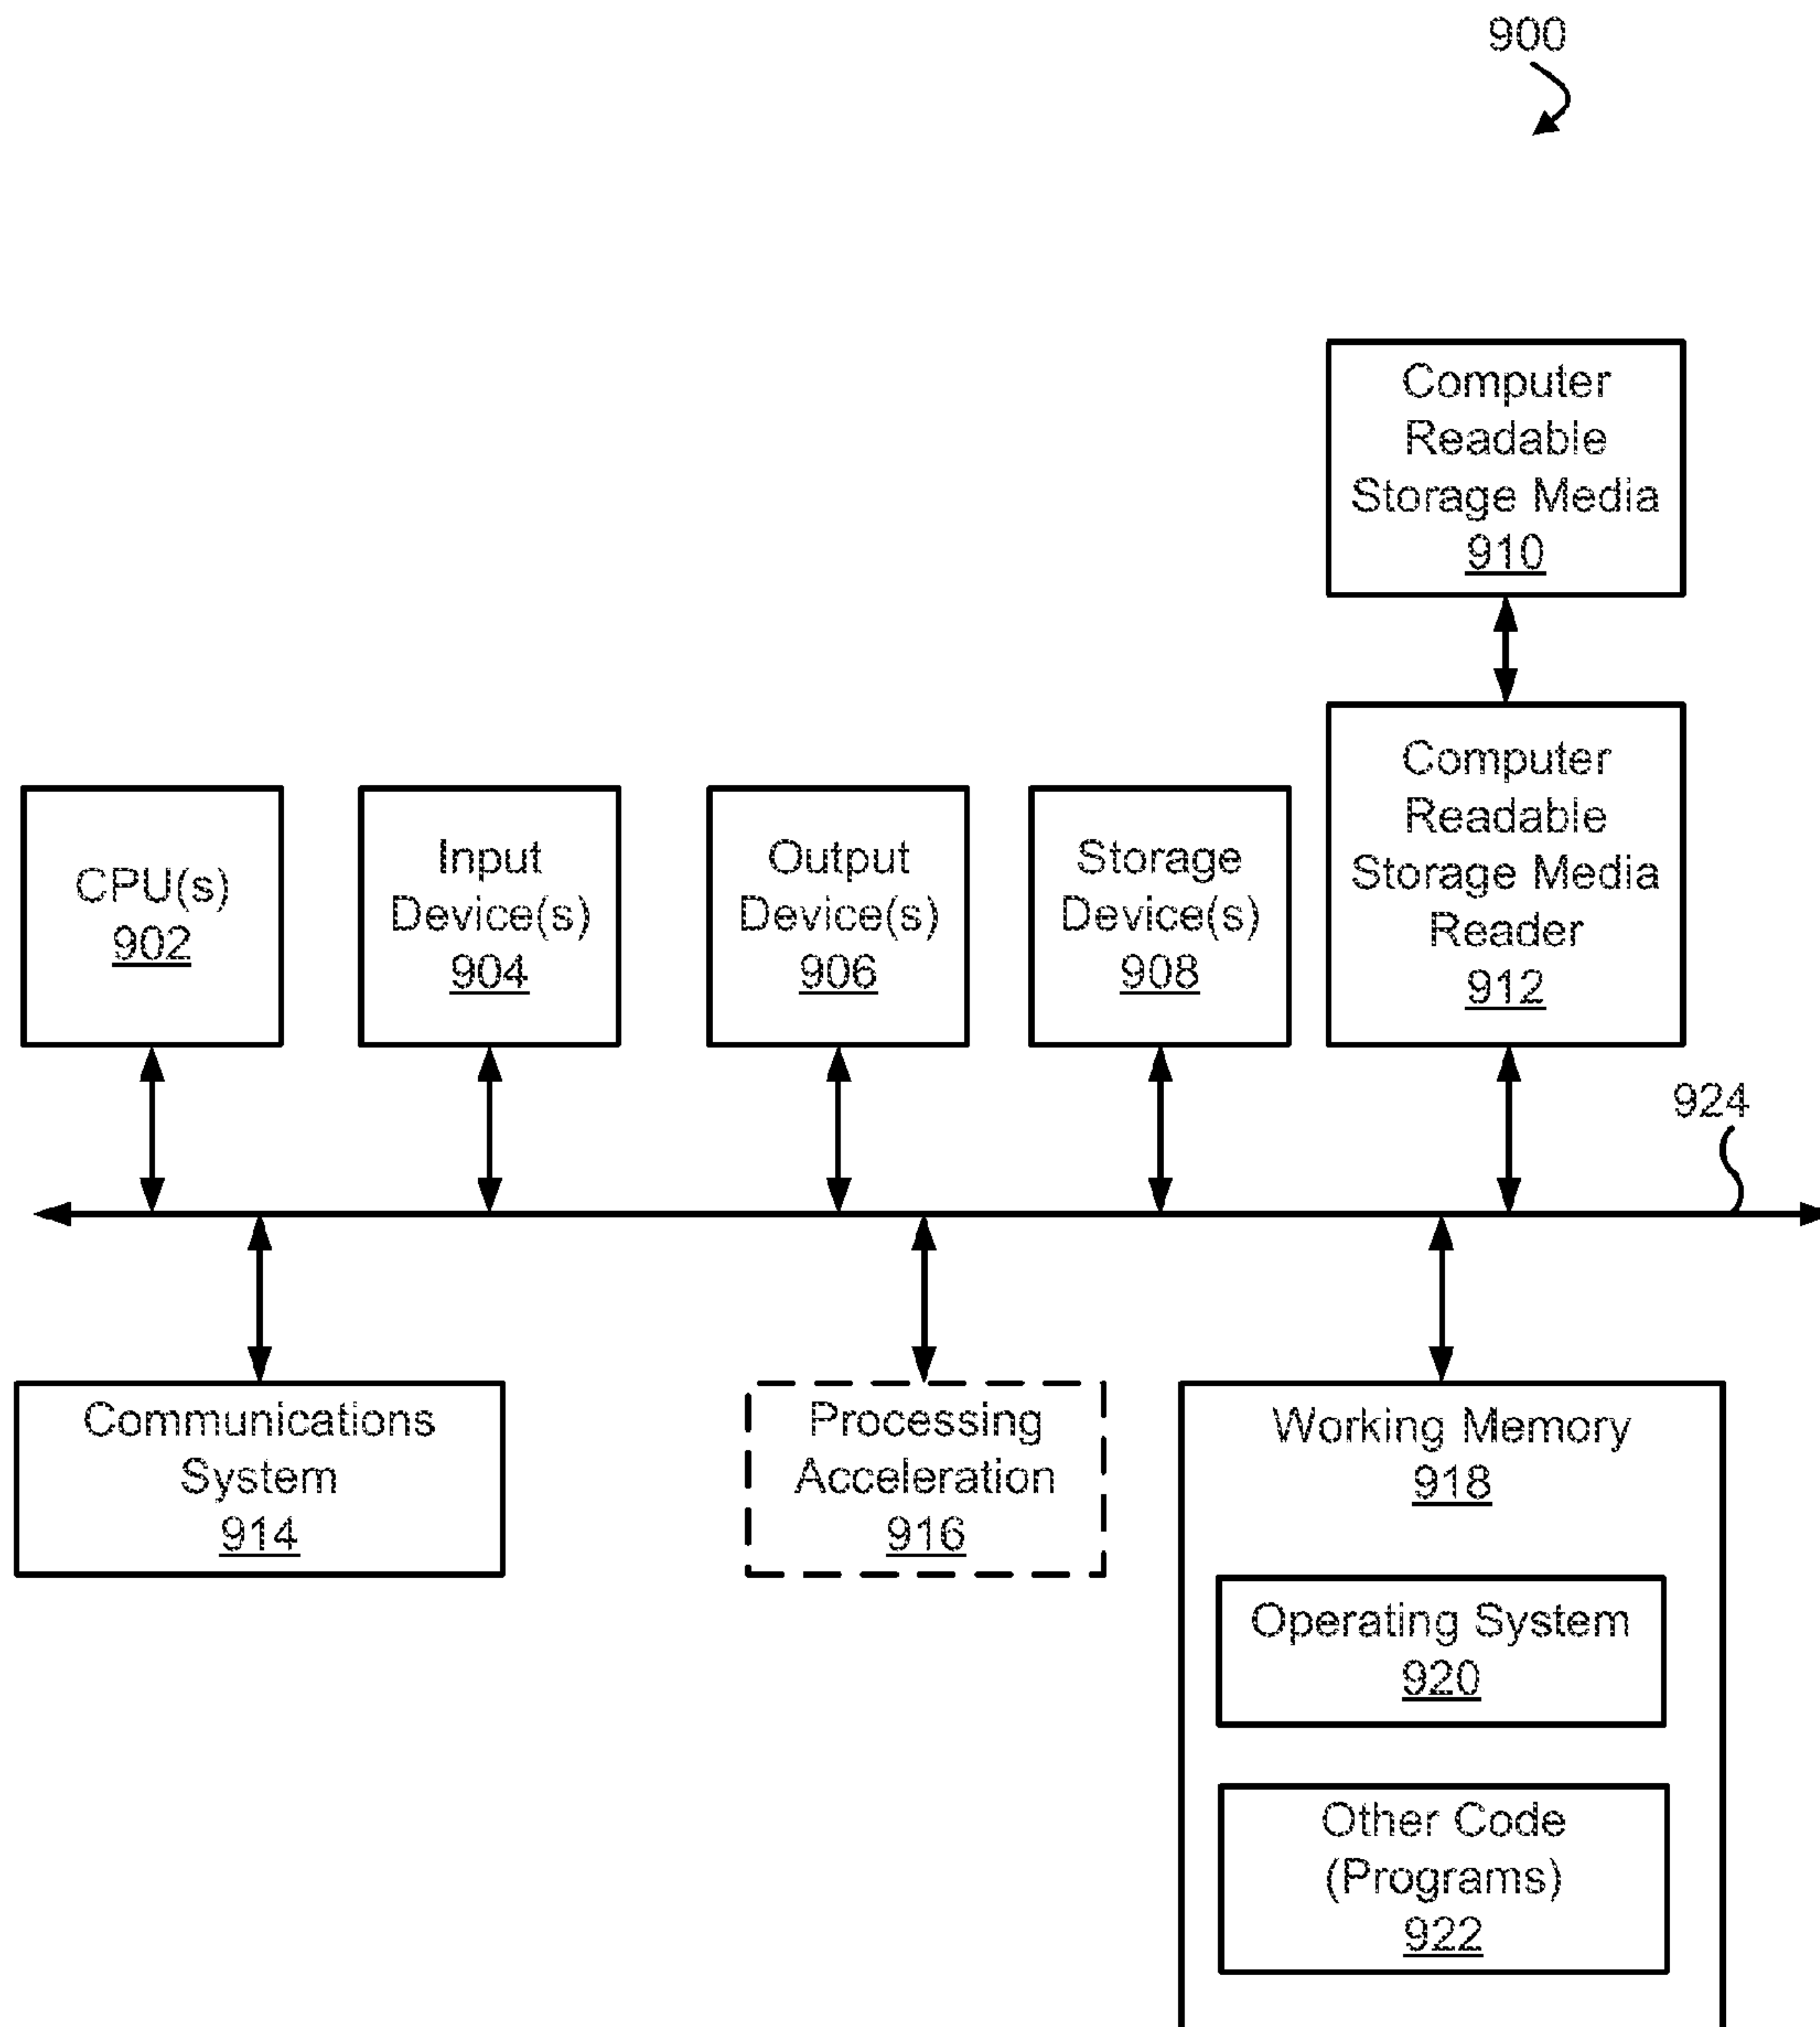 900
Computer
Readable
Storage Media
910
Computer
Readable
Storage Media
Reader
912
CPU(s)
902
Input
Device(s)
904
Output
Device(s)
906
Storage
Device(s)
908
924
Communications
System
914
Processing
Acceleration
916
Working Memory
918
Operating System
920
Other Code
(Programs)
922